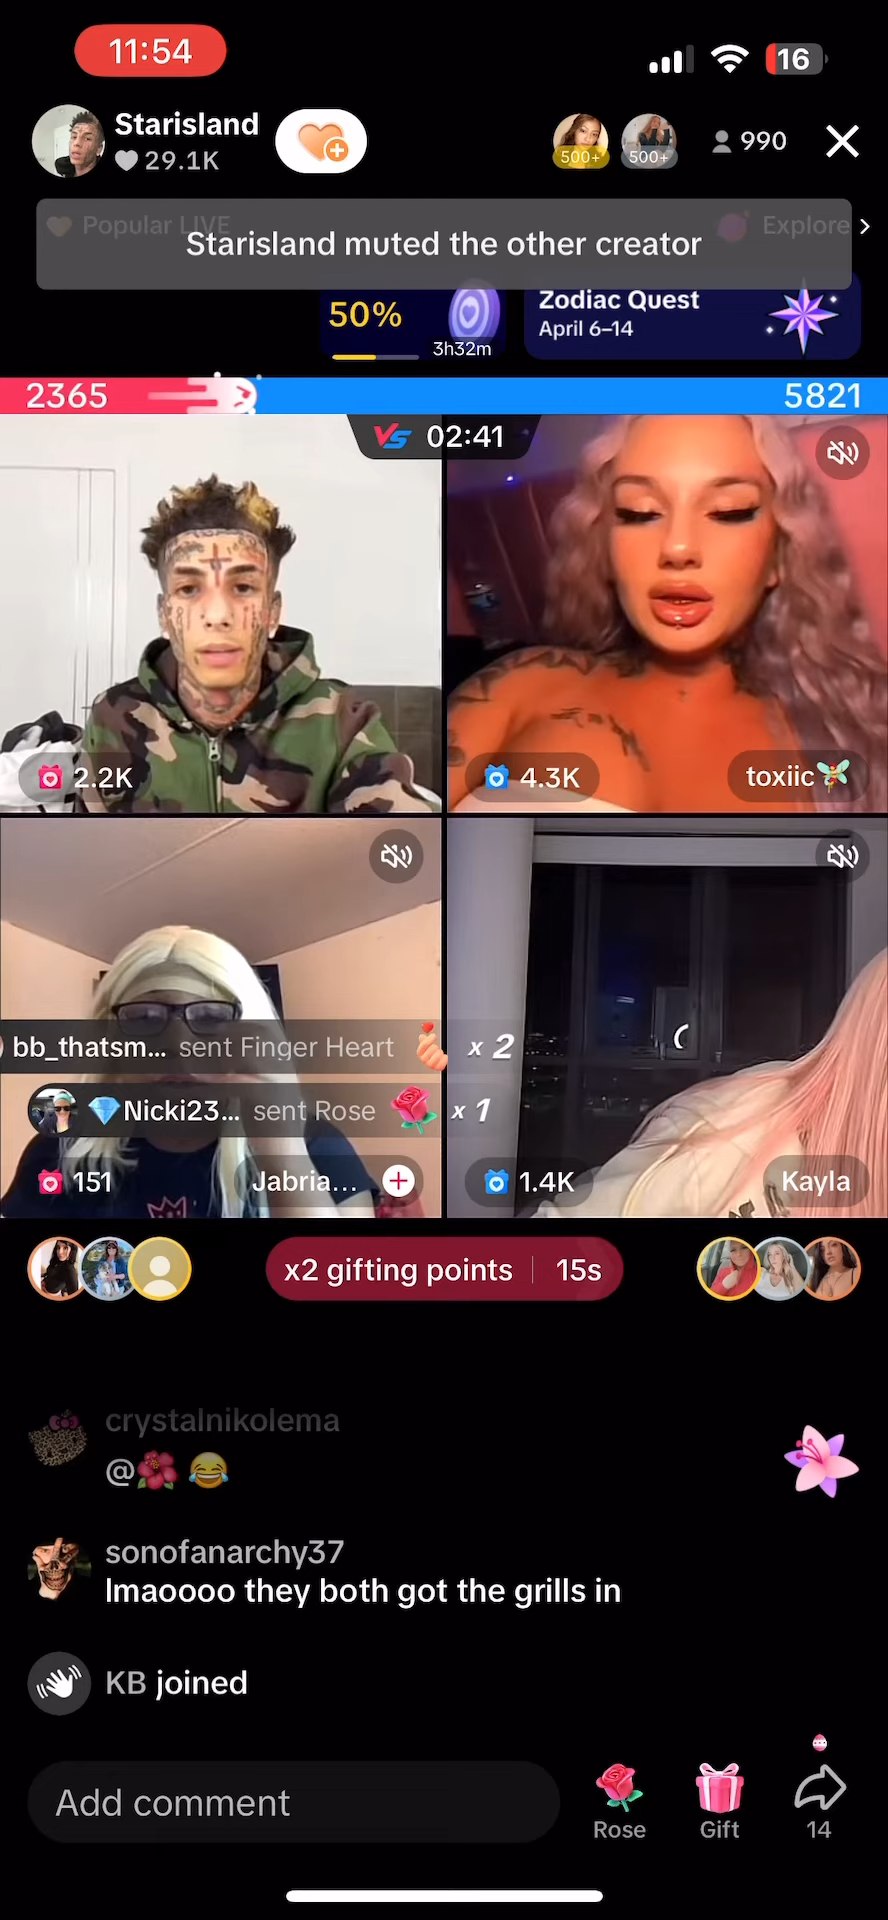 11:54
16
Starisland
29.1K
500+
500+
990
Popular LIVE
Explore
Starisland muted the other creator
50%
3h32m
Zodiac Quest
April 6–14
2365
5821
VS 02:41
2.2K
4.3K
toxiic
bb_thatsm... sent Finger Heart x 2
Nicki23... sent Rose x 1
151
Jabria...
1.4K
Kayla
x2 gifting points | 15s
crystalnikolema
@🌺 😂
sonofanarchy37
lmaoooo they both got the grills in
KB joined
Add comment
Rose
Gift
14